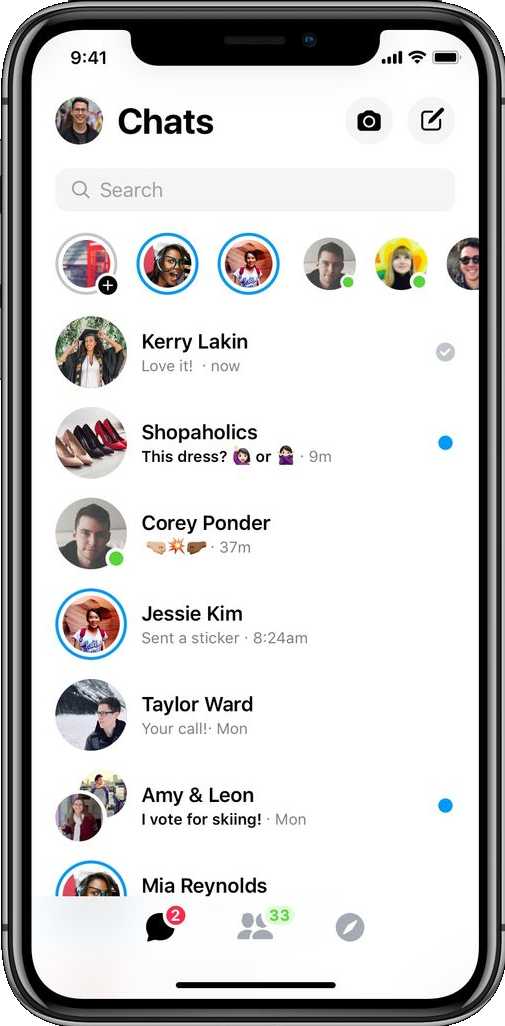 9:41
Chats
Search
Kerry Lakin
Love it! · now
Shopaholics
This dress? 🙋🏻‍♀️ or 🙅🏻‍♀️ · 9m
Corey Ponder
🤜🏼💥🤛🏾 · 37m
Jessie Kim
Sent a sticker · 8:24am
Taylor Ward
Your call!· Mon
Amy & Leon
I vote for skiing! · Mon
Mia Reynolds
2
33